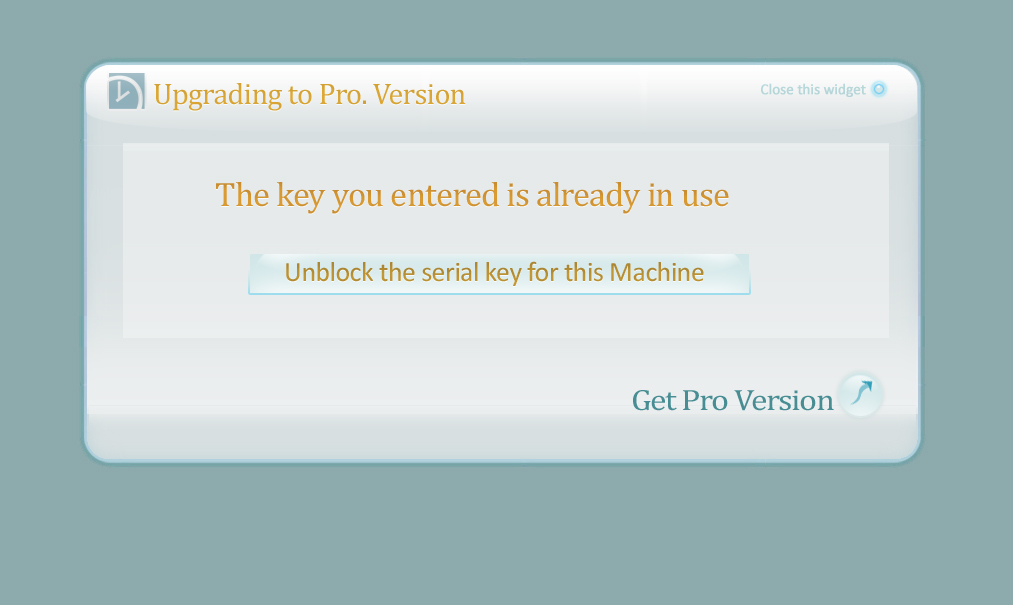 Upgrading to Pro. Version
Close this widget
The key you entered is already in use
Unblock the serial key for this Machine
Get Pro Version